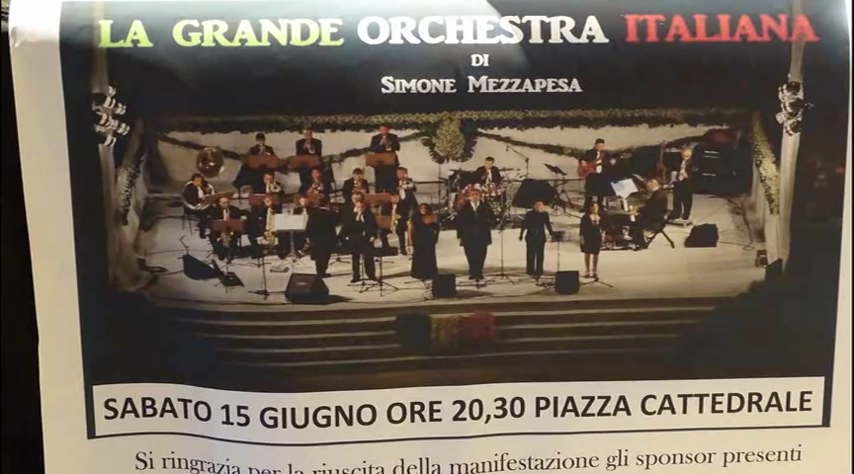 LA GRANDE ORCHESTRA ITALIANA
DI
SIMONE MEZZAPESA
SABATO 15 GIUGNO ORE 20,30 PIAZZA CATTEDRALE
Si ringrazia per la riuscita della manifestazione gli sponsor presenti